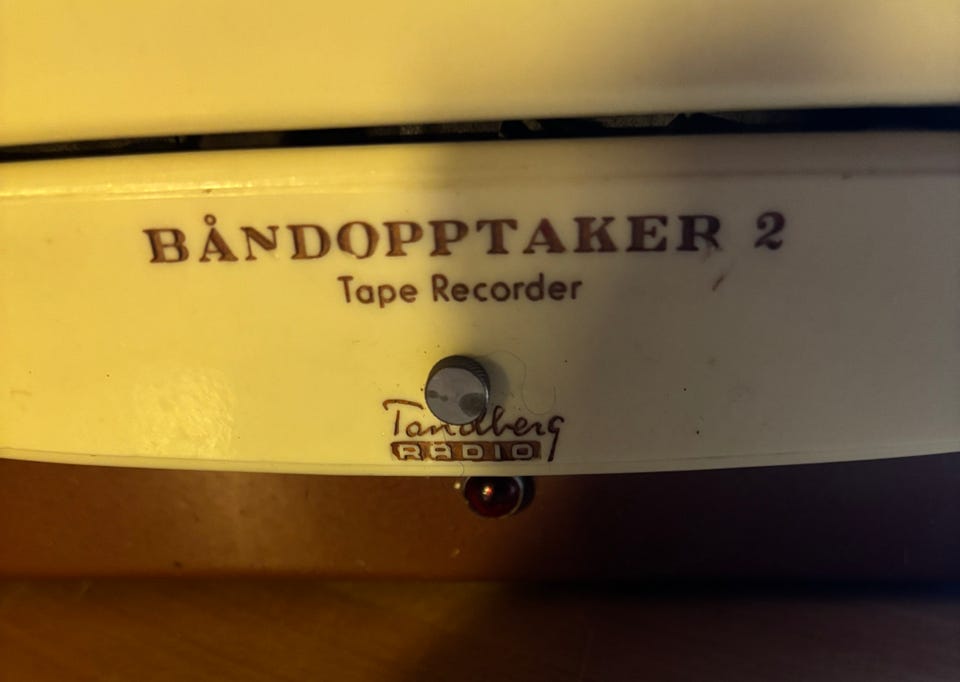 BÅNDOPPTAKER 2
Tape Recorder
Tandberg
RADIO